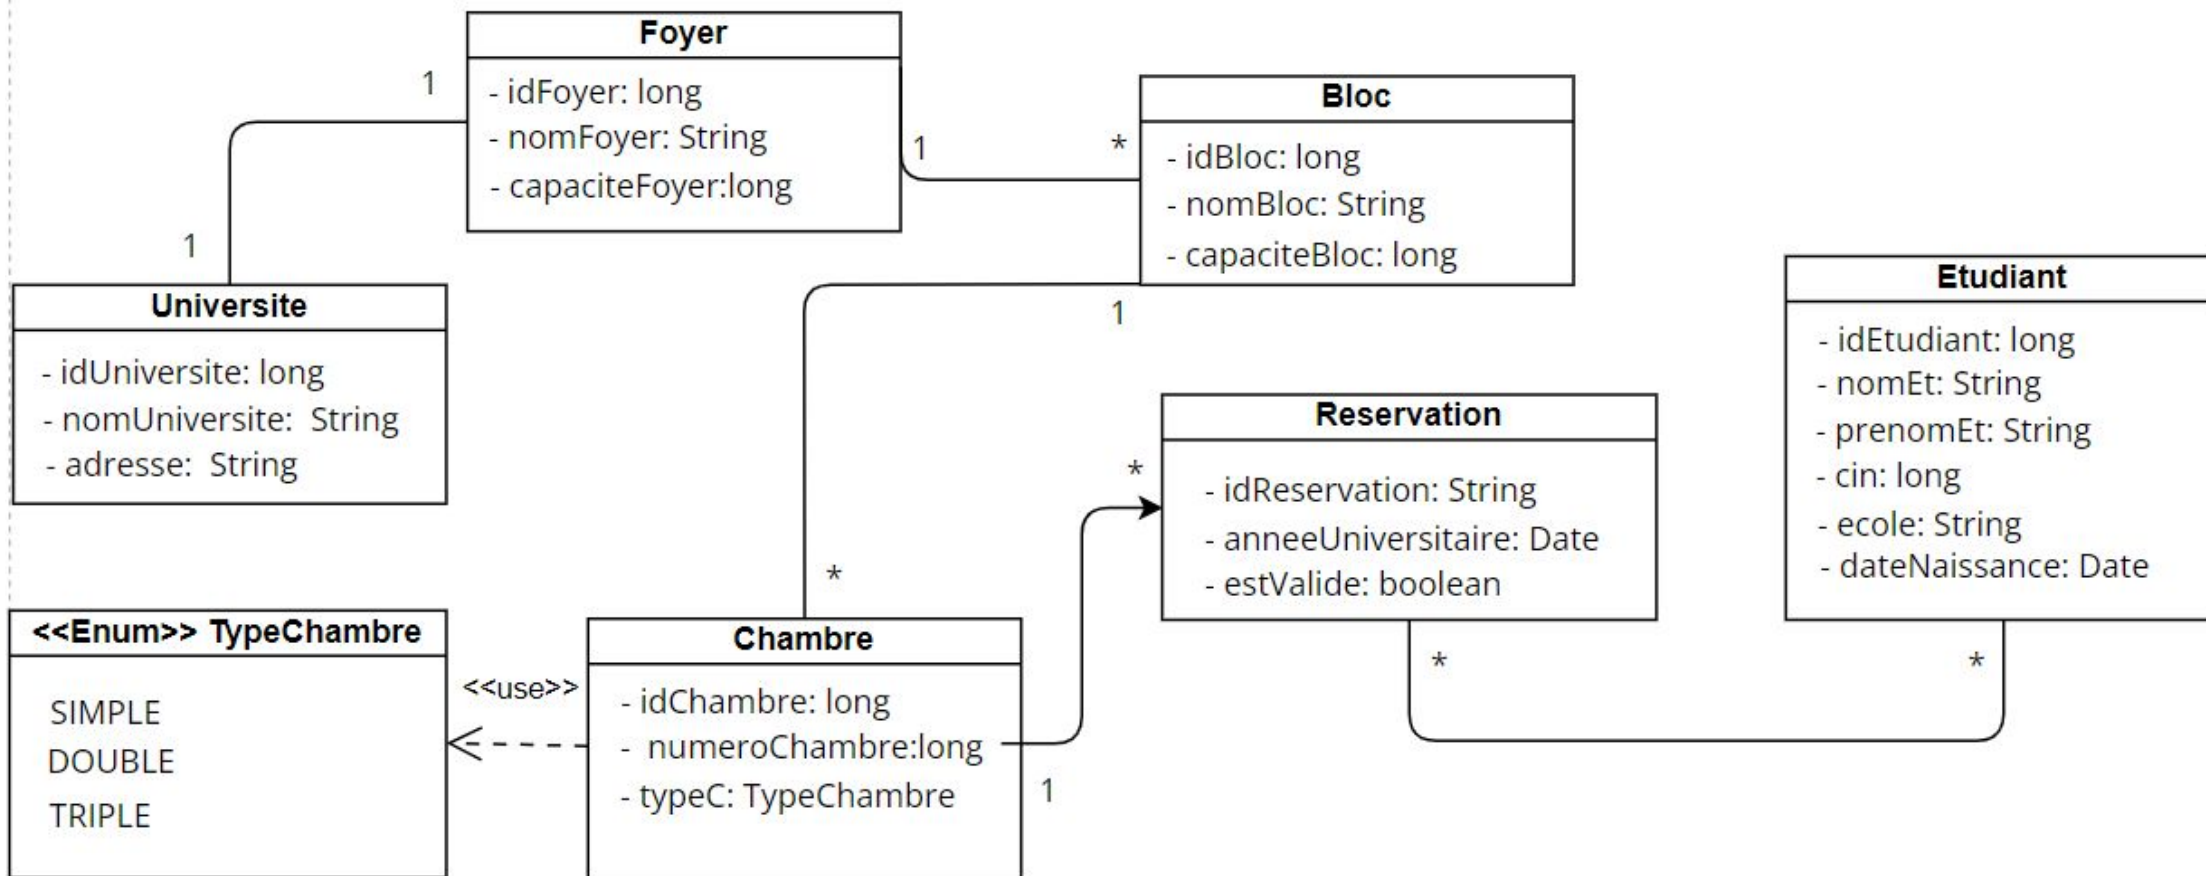 Foyer
- idFoyer: long
- nomFoyer: String
- capaciteFoyer:long
1
1
1
*
Bloc
- idBloc: long
- nomBloc: String
- capaciteBloc: long
1
*
Universite
- idUniversite: long
- nomUniversite:  String
- adresse:  String
Etudiant
- idEtudiant: long
- nomEt: String
- prenomEt: String
- cin: long
- ecole: String
- dateNaissance: Date
*
Reservation
- idReservation: String
- anneeUniversitaire: Date
- estValide: boolean
*
*
<<Enum>> TypeChambre
SIMPLE
DOUBLE
TRIPLE
<<use>>
Chambre
- idChambre: long
-  numeroChambre:long
- typeC: TypeChambre
1